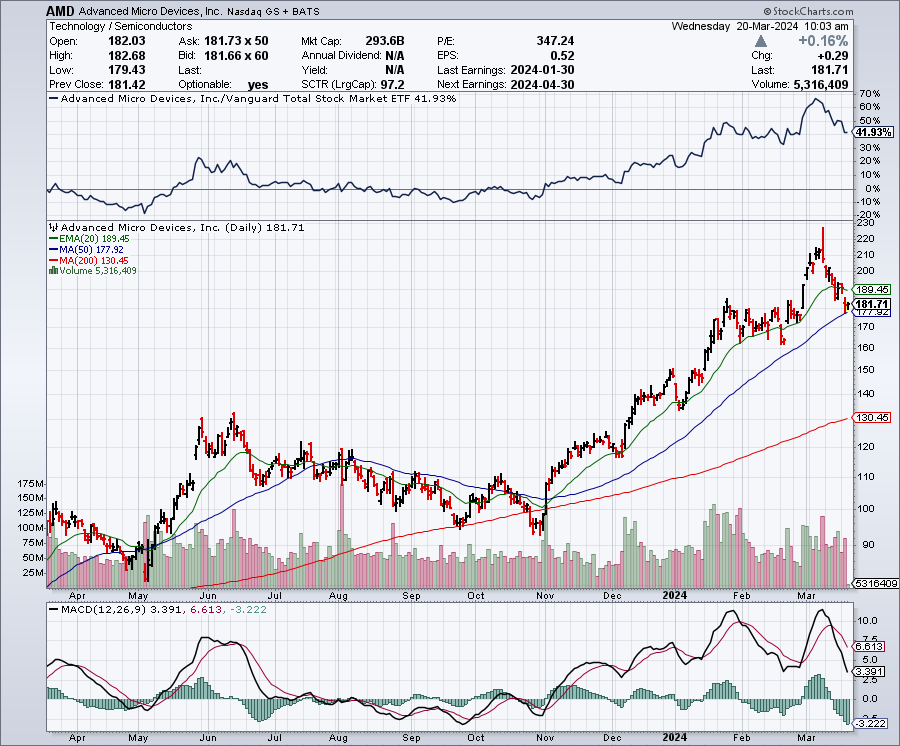 AMD Advanced Micro Devices, Inc. Nasdaq GS + BATS © StockCharts.com
Technology / Semiconductors Wednesday 20-Mar-2024 10:03 am
Open: 182.03 Ask: 181.73 x 50 Mkt Cap: 293.6B P/E: 347.24 +0.16%
High: 182.68 Bid: 181.66 x 60 Annual Dividend: N/A EPS: 0.52 Chg: +0.29
Low: 179.43 Last: Yield: N/A Last Earnings: 2024-01-30 Last: 181.71
Prev Close: 181.42 Optionable: yes SCTR (LrgCap): 97.2 Next Earnings: 2024-04-30 Volume: 5,316,409
Advanced Micro Devices, Inc./Vanguard Total Stock Market ETF 41.93%
70%
60%
50%
41.93%
30%
20%
10%
0%
-10%
-20%
Advanced Micro Devices, Inc. (Daily) 181.71
EMA(20) 189.45
MA(50) 177.92
MA(200) 130.45
Volume 5,316,409
230
220
210
200
189.45
181.71
177.92
170
160
150
140
130.45
120
110
100
90
175M
150M
125M
100M
75M
50M
25M
5316409
Apr May Jun Jul Aug Sep Oct Nov Dec 2024 Feb Mar
MACD(12,26,9) 3.391, 6.613, -3.222
10.0
7.5
6.613
5.0
3.391
2.5
0.0
-3.222
Apr May Jun Jul Aug Sep Oct Nov Dec 2024 Feb Mar